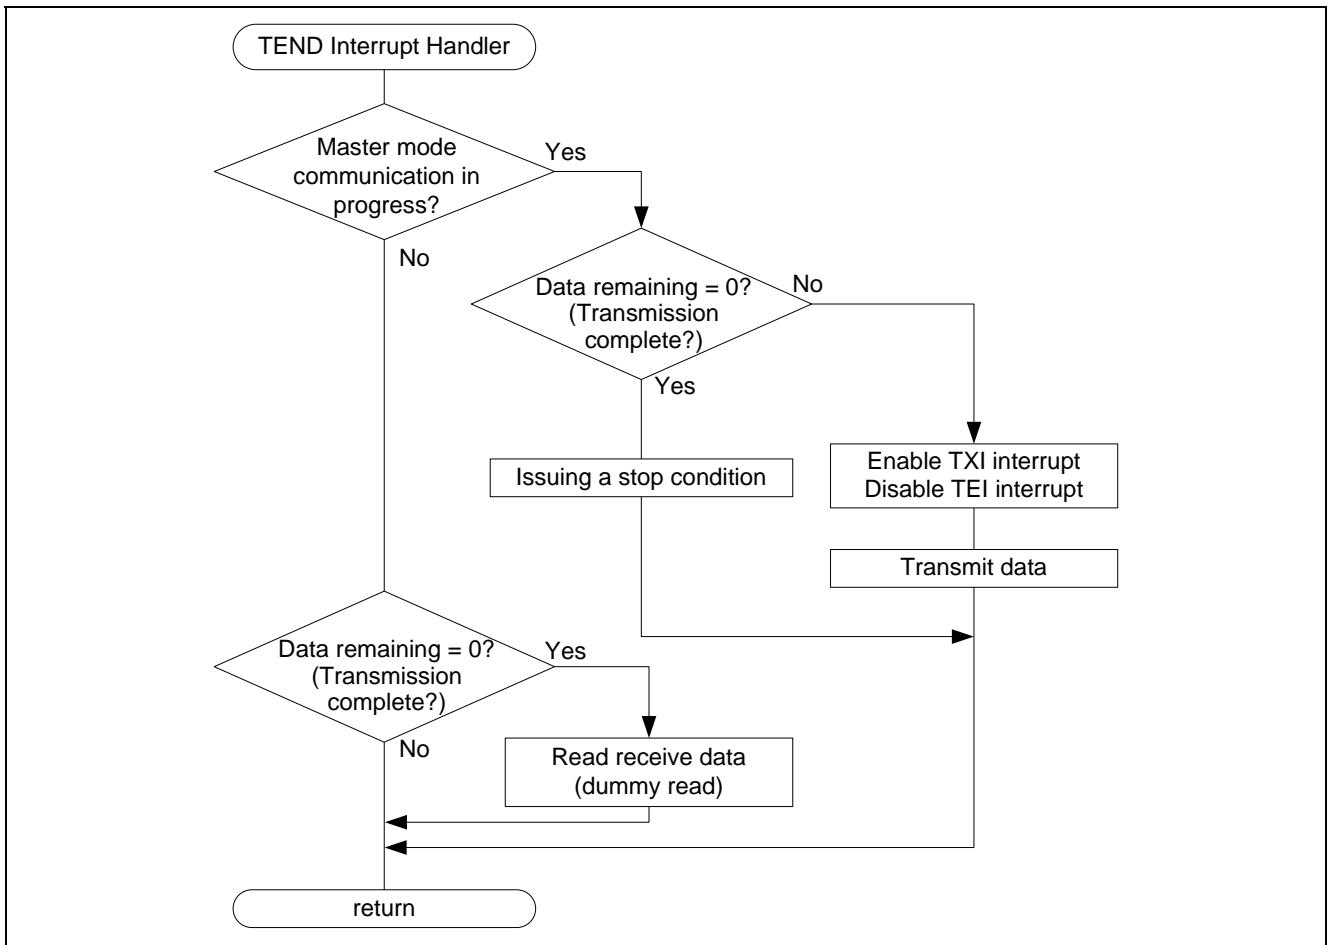 TEND Interrupt Handler
Master mode
communication in
progress?
Yes
No
Data remaining = 0?
(Transmission
complete?)
No
Yes
Issuing a stop condition
Enable TXI interrupt
Disable TEI interrupt
Transmit data
Data remaining = 0?
(Transmission
complete?)
Yes
No
Read receive data
(dummy read)
return